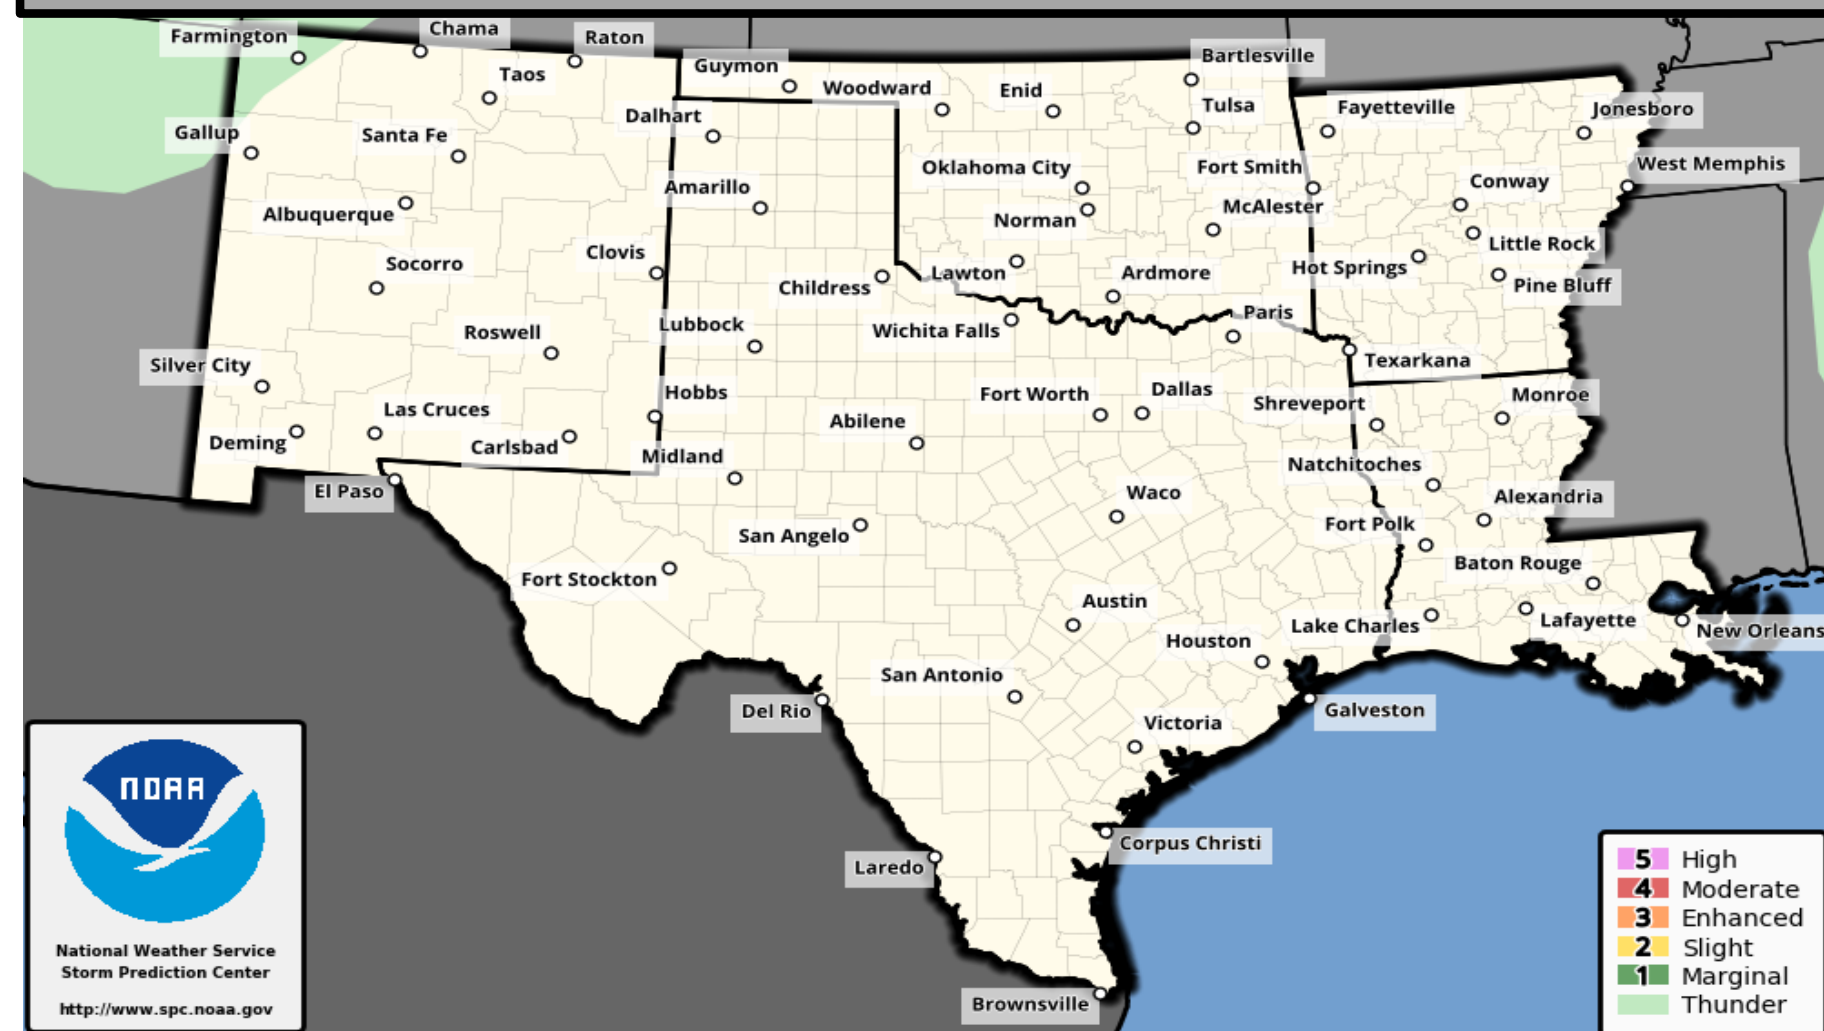 Farmington
Chama
Raton
Taos
Guymon
Woodward
Enid
Bartlesville
Tulsa
Fayetteville
Jonesboro
Dalhart
Gallup
Santa Fe
Oklahoma City
Fort Smith
West Memphis
Conway
Amarillo
Albuquerque
Norman
McAlester
Little Rock
Socorro
Clovis
Childress
Lawton
Ardmore
Hot Springs
Pine Bluff
Paris
Roswell
Lubbock
Wichita Falls
Texarkana
Silver City
Hobbs
Fort Worth
Dallas
Shreveport
Monroe
Las Cruces
Abilene
Deming
Carlsbad
Midland
Natchitoches
El Paso
Waco
Alexandria
San Angelo
Fort Polk
Fort Stockton
Baton Rouge
Austin
Houston
Lake Charles
Lafayette
New Orleans
San Antonio
Del Rio
Victoria
Galveston
Corpus Christi
Laredo
Brownsville
NOAA
National Weather Service
Storm Prediction Center
http://www.spc.noaa.gov
5 High
4 Moderate
3 Enhanced
2 Slight
1 Marginal
Thunder